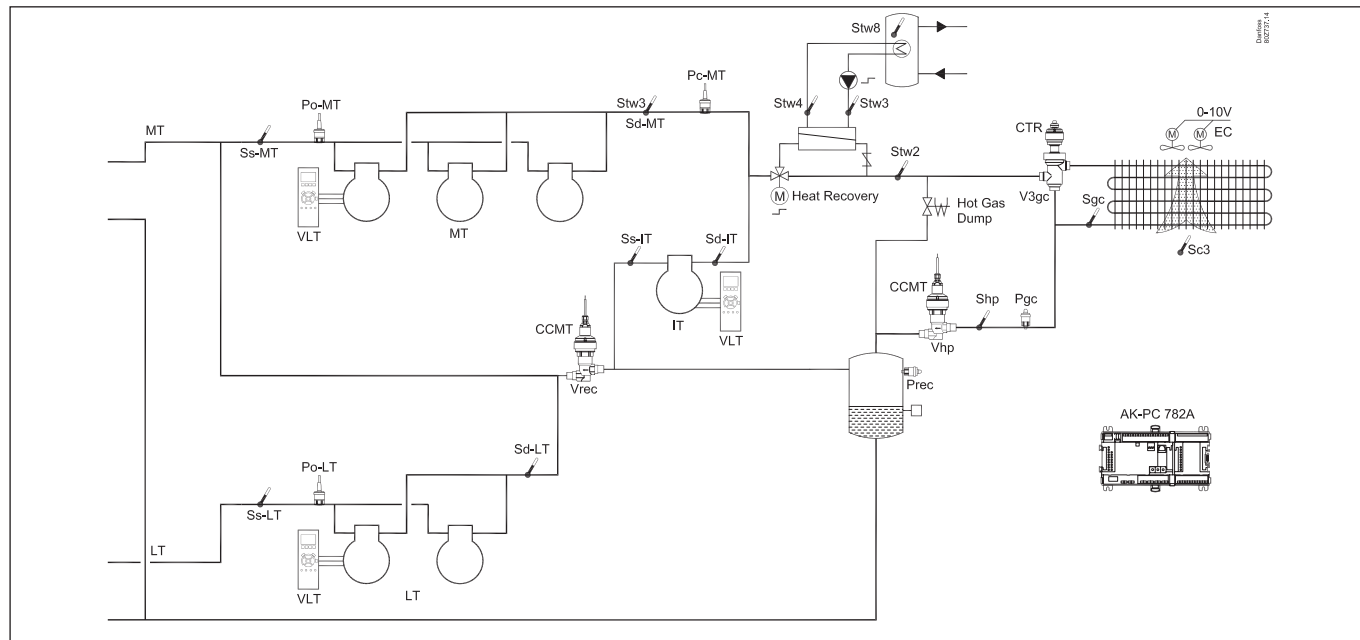 Stw8
Danfoss
80Z737.14
Pc-MT
0-10V
Po-MT
Stw3
Stw4
Stw3
CTR
M
M
EC
MT
Sd-MT
Ss-MT
Stw2
M
Heat Recovery
V3gc
Hot Gas
Dump
Sgc
VLT
MT
Ss-IT
Sd-IT
Sc3
CCMT
CCMT
Shp
Pgc
IT
VLT
Vhp
Vrec
Prec
AK-PC 782A
Sd-LT
Po-LT
Ss-LT
LT
VLT
LT